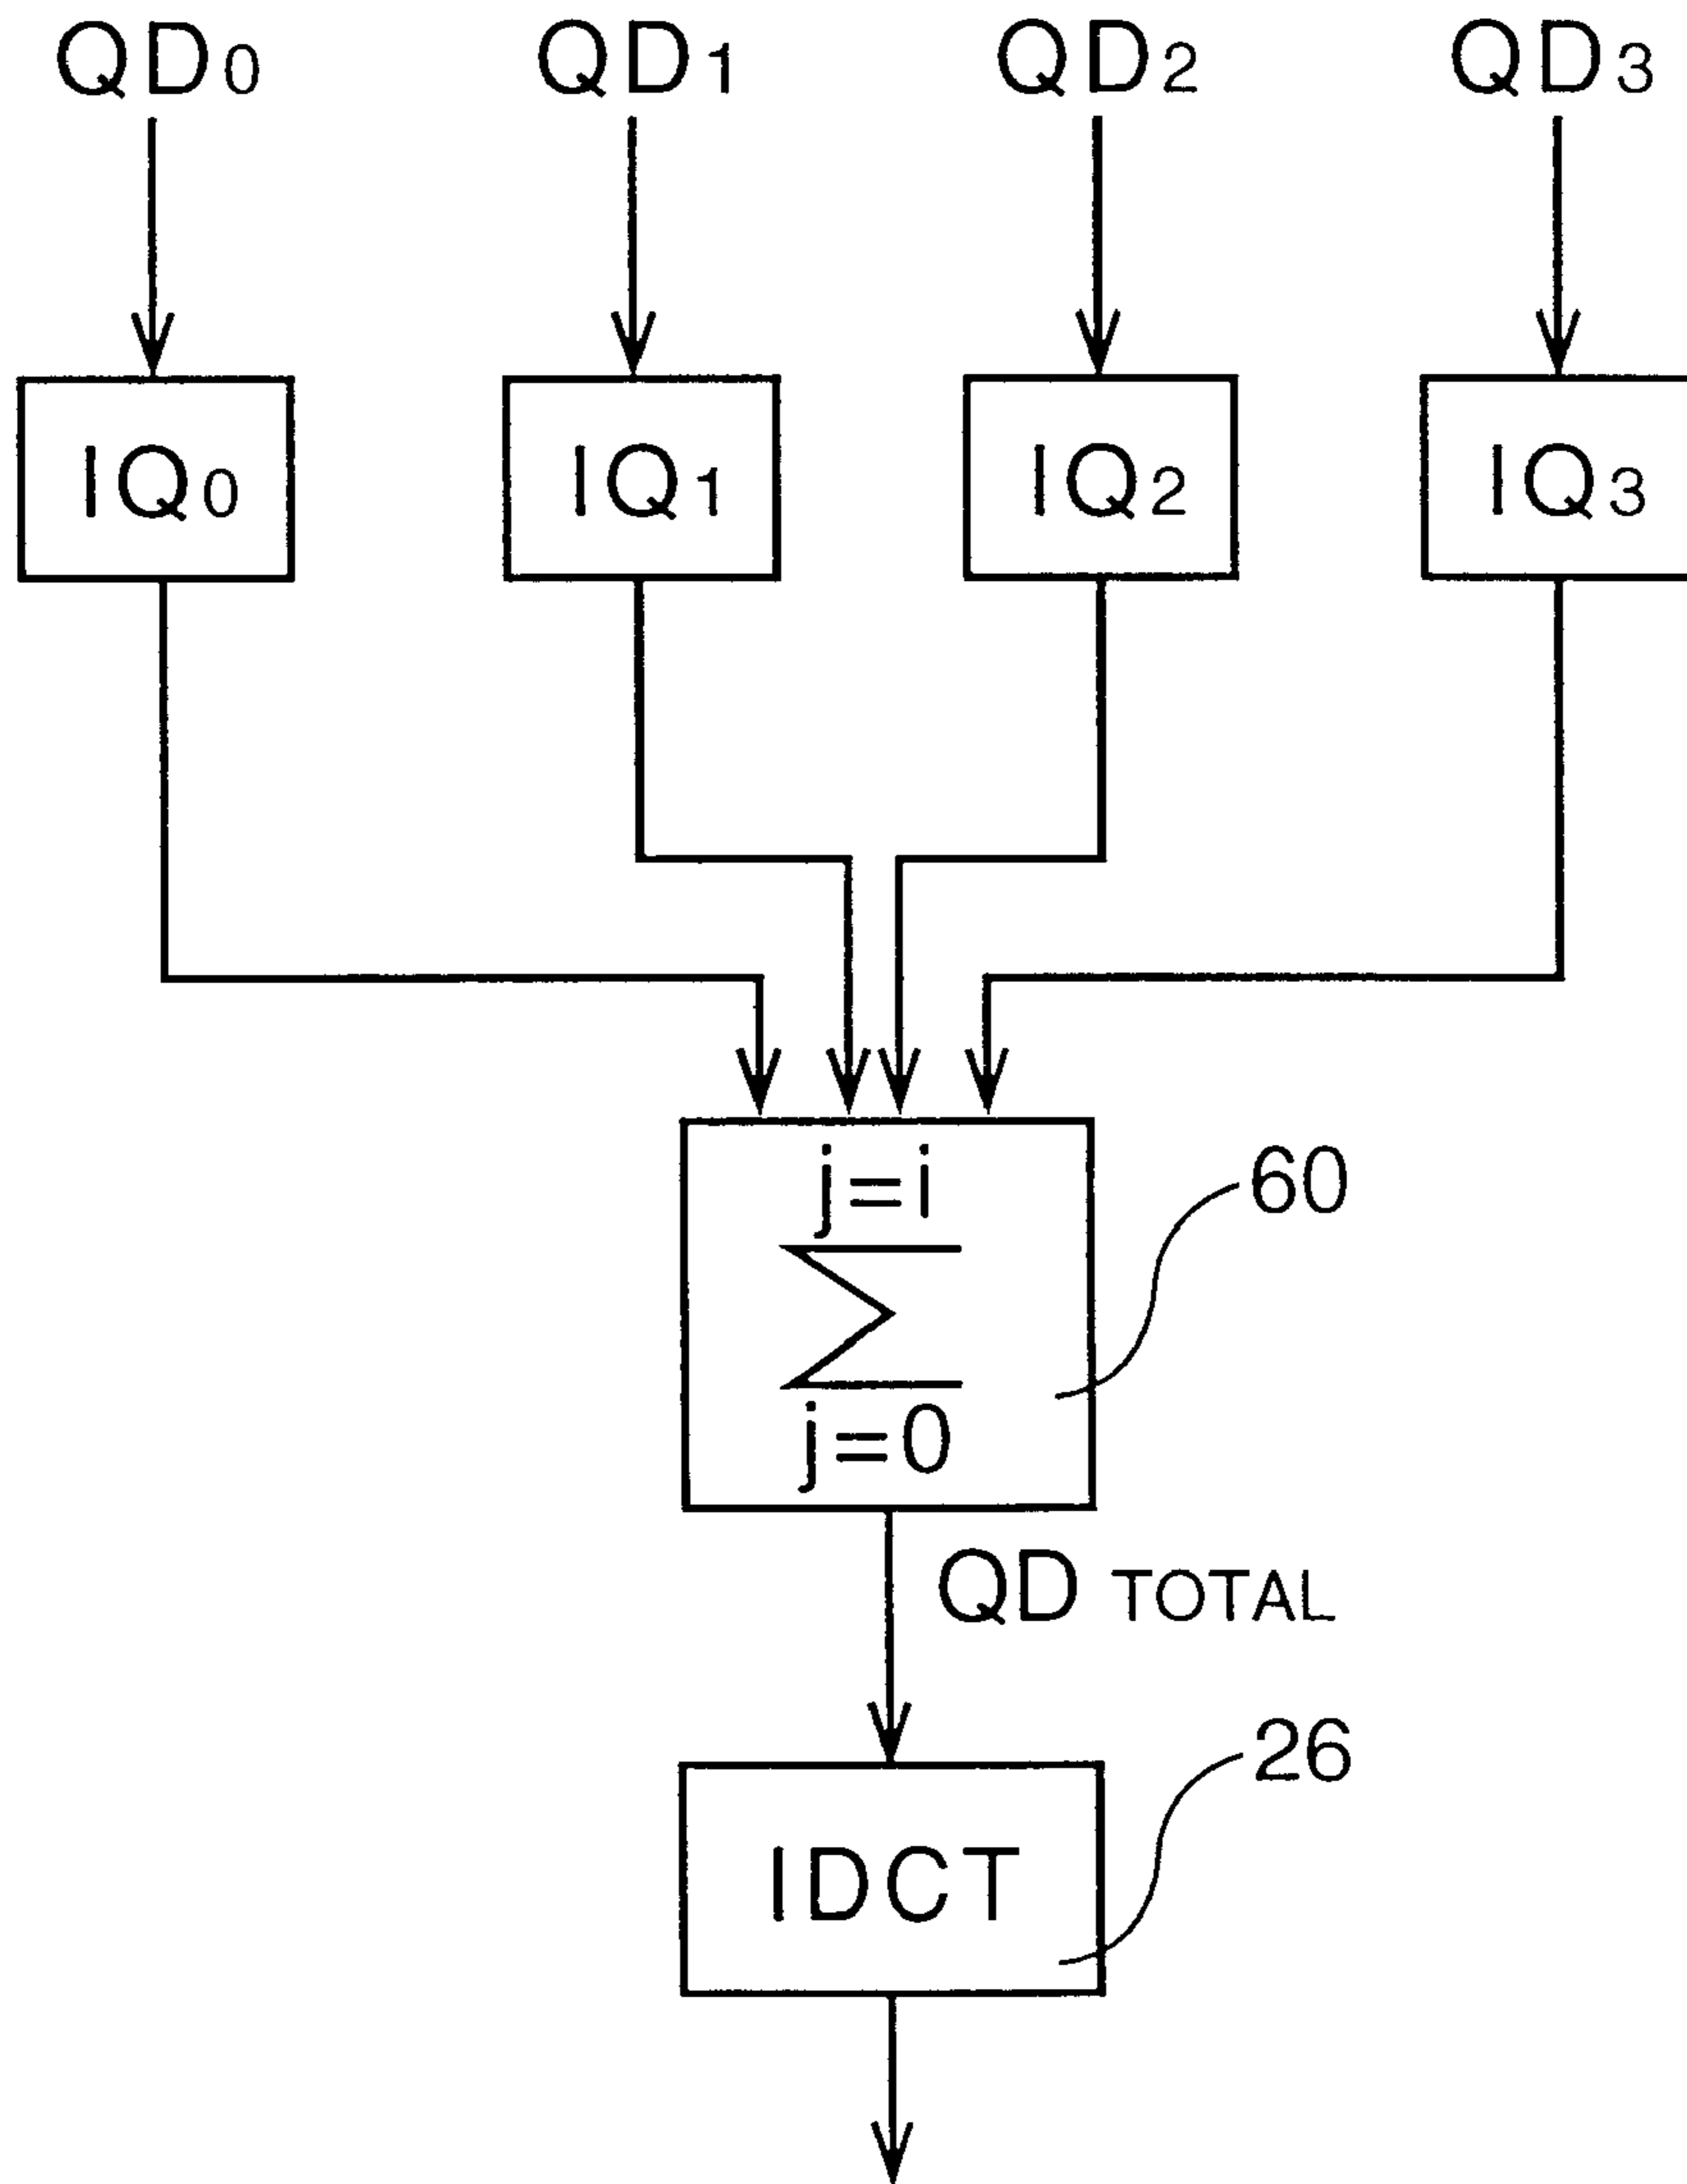 QD0 QD1 QD2 QD3
IQ0 IQ1 IQ2 IQ3
j=i
60
∑
j=0
QD TOTAL
26
IDCT